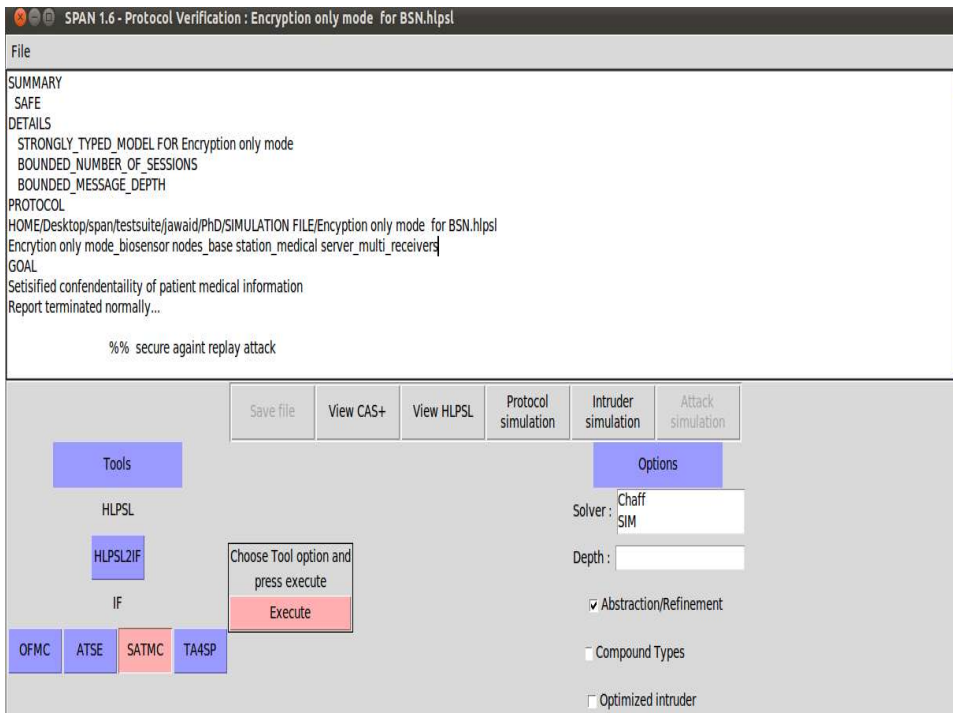 SPAN 1.6 - Protocol Verification : Encryption only mode for BSN.hlpsl
File
SUMMARY
SAFE
DETAILS
STRONGLY_TYPED_MODEL FOR Encryption only mode
BOUNDED_NUMBER_OF_SESSIONS
BOUNDED_MESSAGE_DEPTH
PROTOCOL
HOME/Desktop/span/testsuite/jawaid/PhD/SIMULATION FILE/Encyption only mode for BSN.hlpsl
Encrytion only mode_biosensor nodes_base station_medical server_multi_receivers
GOAL
Setisified confendentaility of patient medical information
Report terminated normally...
%% secure againt replay attack
Save file
View CAS+
View HLPSL
Protocol
simulation
Intruder
simulation
Attack
simulation
Tools
HLPSL
HLPSL2IF
IF
OFMC
ATSE
SATMC
TA4SP
Choose Tool option and
press execute
Execute
Options
Solver :
Chaff
SIM
Depth :
Abstraction/Refinement
Compound Types
Optimized intruder